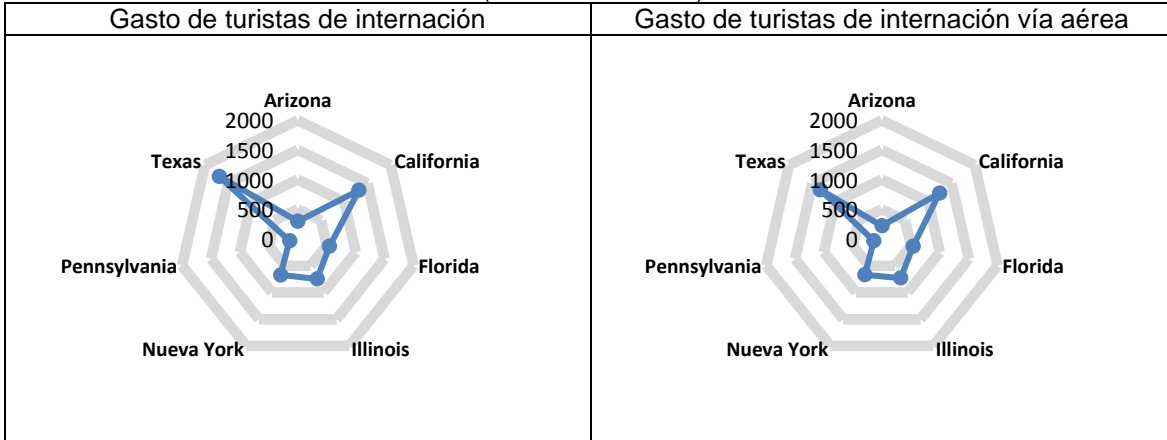 Gasto de turistas de internación
Arizona
2000
1500
1000
500
0
California
Florida
Illinois
Nueva York
Pennsylvania
Texas
Gasto de turistas de internación vía aérea
Arizona
2000
1500
1000
500
0
California
Florida
Illinois
Nueva York
Pennsylvania
Texas